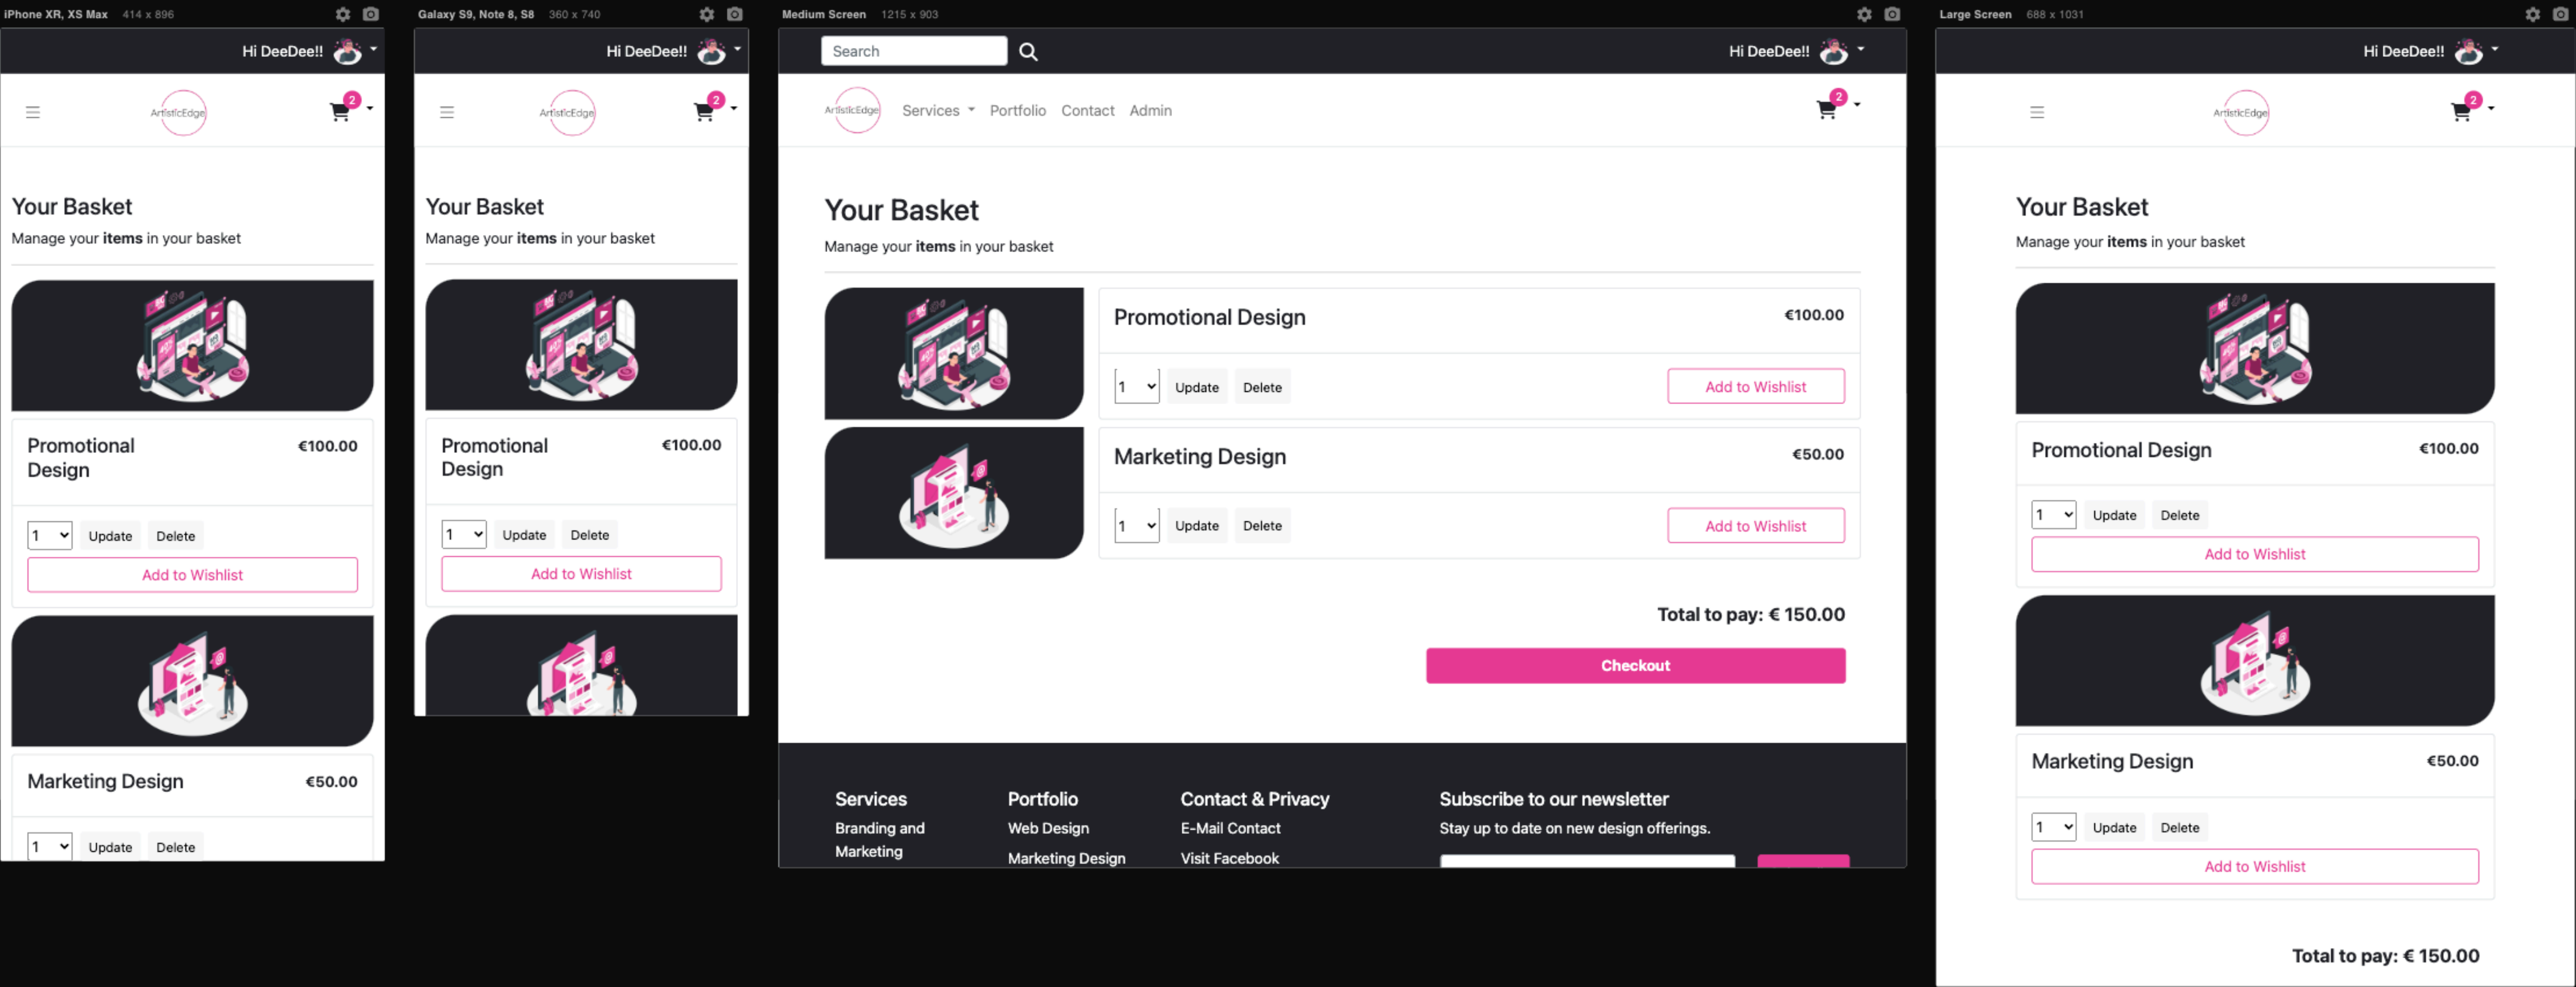 iPhone XR, XS Max 414 x 896
Hi DeeDee!!
ArtisticEdge
2
Your Basket
Manage your items in your basket
Promotional Design
€100.00
1
Update
Delete
Add to Wishlist
Marketing Design
€50.00
1
Update
Delete
Galaxy S9, Note 8, S8 360 x 740
Hi DeeDee!!
ArtisticEdge
2
Your Basket
Manage your items in your basket
Promotional Design
€100.00
1
Update
Delete
Add to Wishlist
Medium Screen 1215 x 903
Search
Hi DeeDee!!
ArtisticEdge
Services
Portfolio
Contact
Admin
2
Your Basket
Manage your items in your basket
Promotional Design
€100.00
1
Update
Delete
Add to Wishlist
Marketing Design
€50.00
1
Update
Delete
Add to Wishlist
Total to pay: € 150.00
Checkout
Services
Branding and
Marketing
Portfolio
Web Design
Marketing Design
Contact & Privacy
E-Mail Contact
Visit Facebook
Subscribe to our newsletter
Stay up to date on new design offerings.
Large Screen 688 x 1031
Hi DeeDee!!
ArtisticEdge
2
Your Basket
Manage your items in your basket
Promotional Design
€100.00
1
Update
Delete
Add to Wishlist
Marketing Design
€50.00
1
Update
Delete
Add to Wishlist
Total to pay: € 150.00